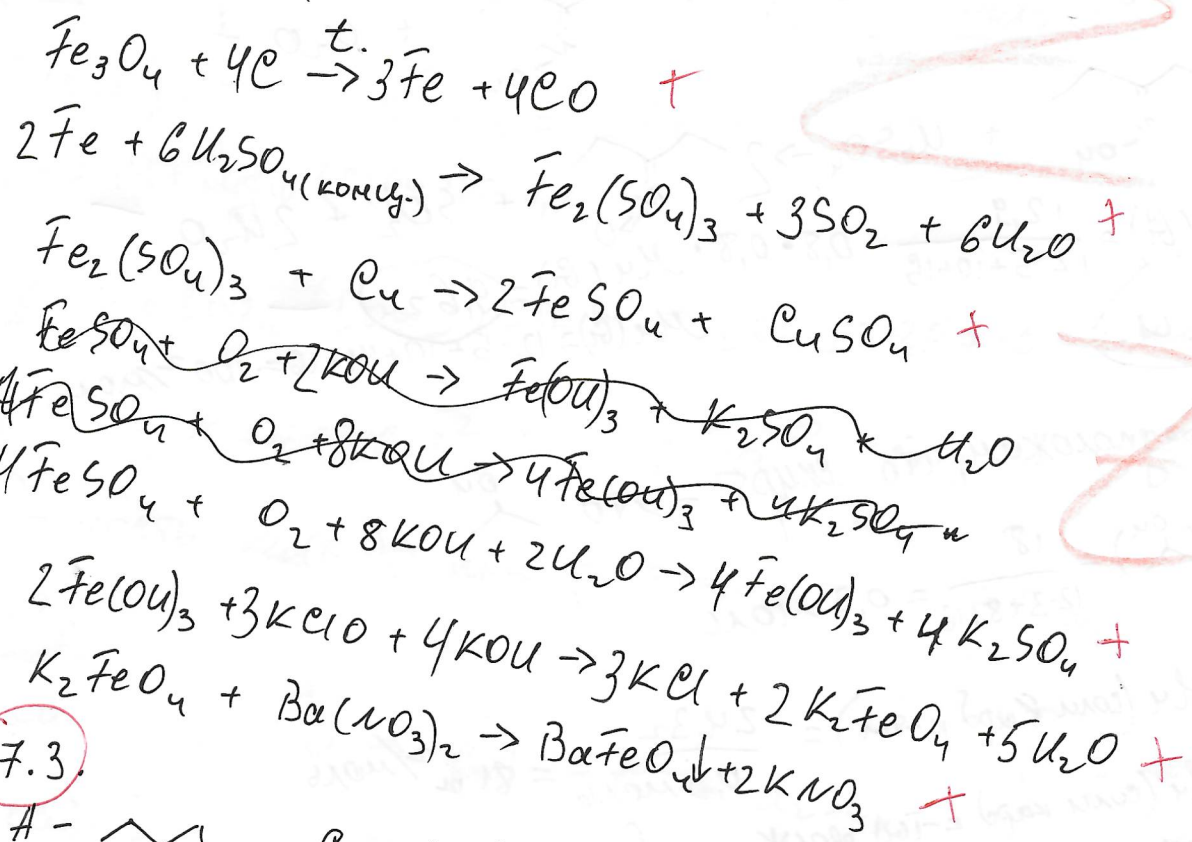 Fe₃O₄ + 4C →t. 3Fe + 4CO +
2Fe + 6H₂SO₄(конц.) → Fe₂(SO₄)₃ + 3SO₂ + 6H₂O +
Fe₂(SO₄)₃ + Cu → 2FeSO₄ + CuSO₄ +
FeSO₄ + O₂ + 2KOH → Fe(OH)₃ + K₂SO₄ + H₂O
4FeSO₄ + O₂ + 8KOH → 4Fe(OH)₃ + 4K₂SO₄
4FeSO₄ + O₂ + 8KOH + 2H₂O → 4Fe(OH)₃ + 4K₂SO₄ +
2Fe(OH)₃ + 3KClO + 4KOH → 3KCl + 2K₂FeO₄ + 5H₂O +
K₂FeO₄ + Ba(NO₃)₂ → BaFeO₄↓ + 2KNO₃ +
7.3.
A -